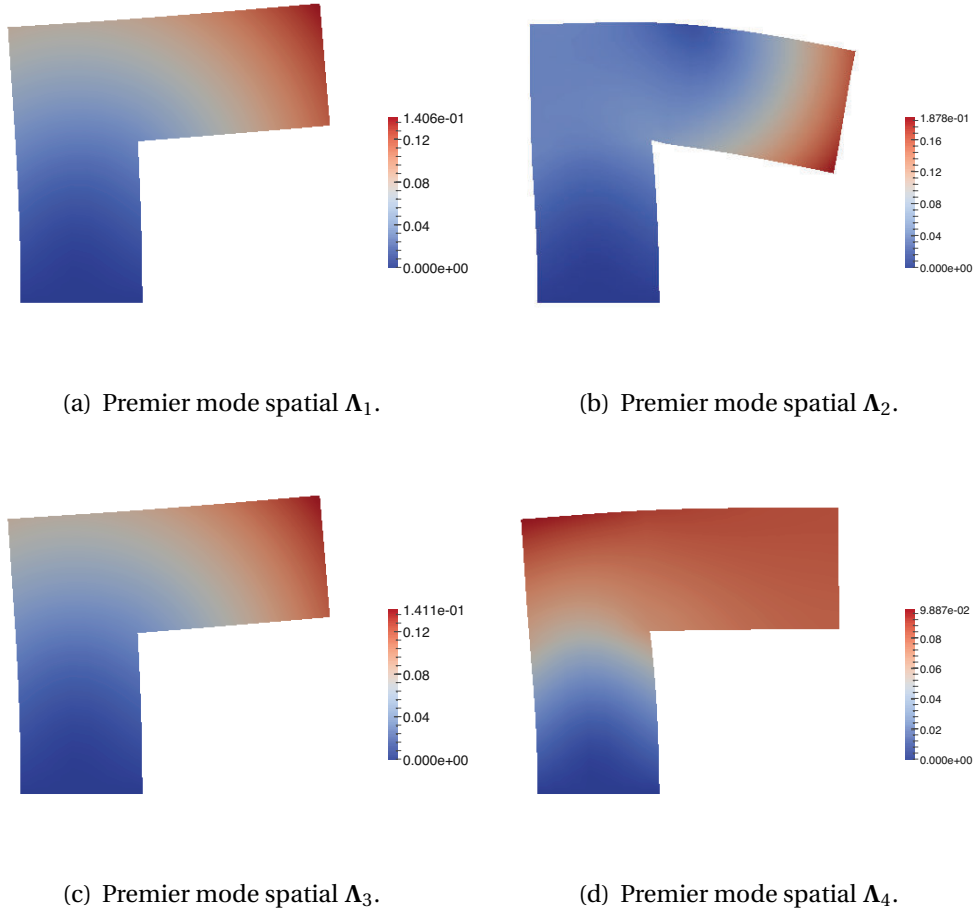 1.406e-01
0.12
0.08
0.04
0.000e+00
1.878e-01
0.16
0.12
0.08
0.04
0.000e+00
(a) Premier mode spatial Λ1.
(b) Premier mode spatial Λ2.
1.411e-01
0.12
0.08
0.04
0.000e+00
9.887e-02
0.08
0.06
0.04
0.02
0.000e+00
(c) Premier mode spatial Λ3.
(d) Premier mode spatial Λ4.